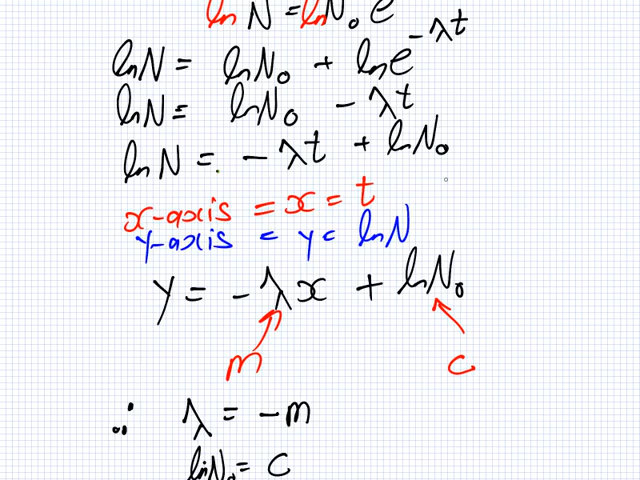 ln N = ln N₀ e
ln N = ln N₀ + ln e^-λt
ln N = ln N₀ - λt
ln N = - λt + ln N₀
x-axis = x = t
y-axis = y = ln N
y = - λx + ln N₀
m c
∴ λ = - m
ln N₀ = c